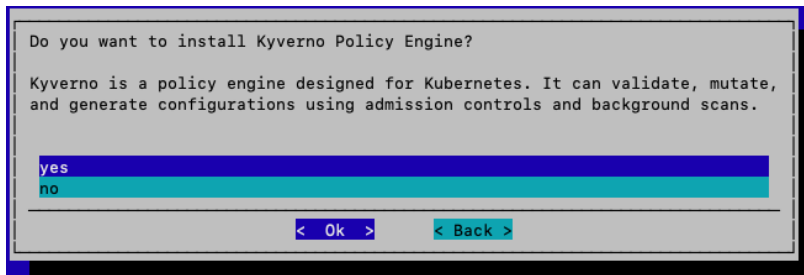 Do you want to install Kyverno Policy Engine?
Kyverno is a policy engine designed for Kubernetes. It can validate, mutate,
and generate configurations using admission controls and background scans.
yes
no
< Ok > < Back >